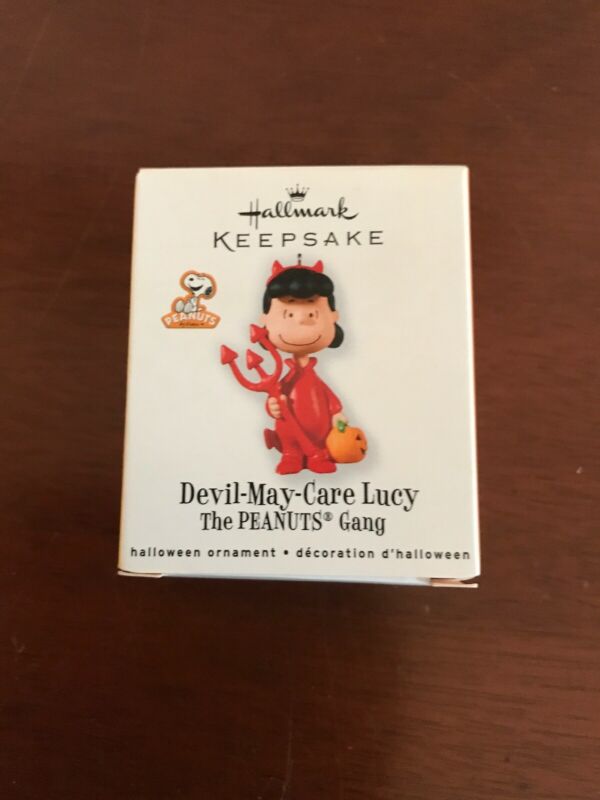 Hallmark
KEEPSAKE
PEANUTS
Devil-May-Care Lucy
The PEANUTS® Gang
halloween ornament • décoration d'halloween